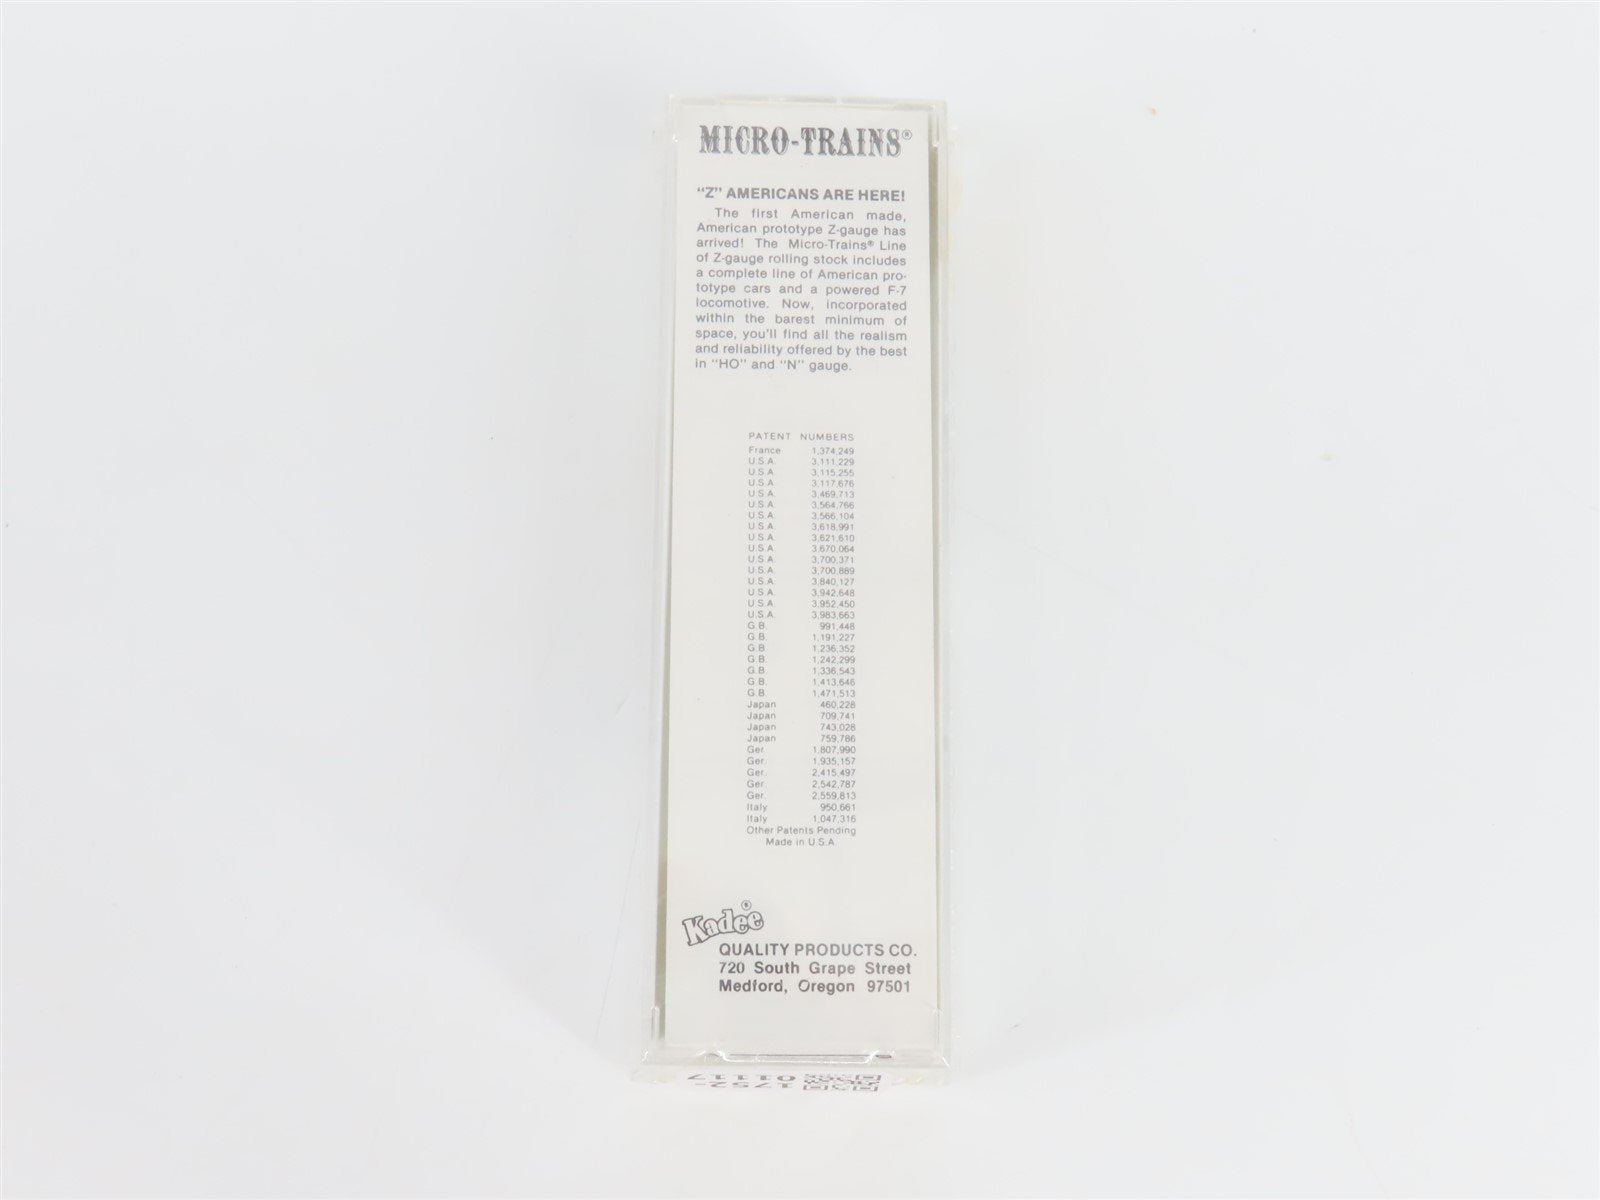 MICRO-TRAINS®
"Z" AMERICANS ARE HERE!
The first American made,
American prototype Z-gauge has
arrived! The Micro-Trains® Line
of Z-gauge rolling stock includes
a complete line of American pro-
totype cars and a powered F-7
locomotive. Now, incorporated
within the barest minimum of
space, you'll find all the realism
and reliability offered by the best
in "HO" and "N" gauge.
PATENT NUMBERS
France 1,374,249
U.S.A. 3,111,229
U.S.A. 3,115,255
U.S.A. 3,117,676
U.S.A. 3,469,713
U.S.A. 3,564,766
U.S.A. 3,566,104
U.S.A. 3,618,991
U.S.A. 3,621,610
U.S.A. 3,670,064
U.S.A. 3,700,371
U.S.A. 3,700,889
U.S.A. 3,840,127
U.S.A. 3,942,648
U.S.A. 3,952,450
U.S.A. 3,983,663
G.B. 991,448
G.B. 1,191,227
G.B. 1,236,352
G.B. 1,242,299
G.B. 1,336,543
G.B. 1,413,646
G.B. 1,471,513
Japan 460,228
Japan 709,741
Japan 743,028
Japan 759,786
Ger. 1,807,990
Ger. 1,935,157
Ger. 2,415,497
Ger. 2,542,787
Ger. 2,559,813
Italy 950,661
Italy 1,047,316
Other Patents Pending
Made in U.S.A.
Kadee®
QUALITY PRODUCTS CO.
720 South Grape Street
Medford, Oregon 97501
1752-
01117